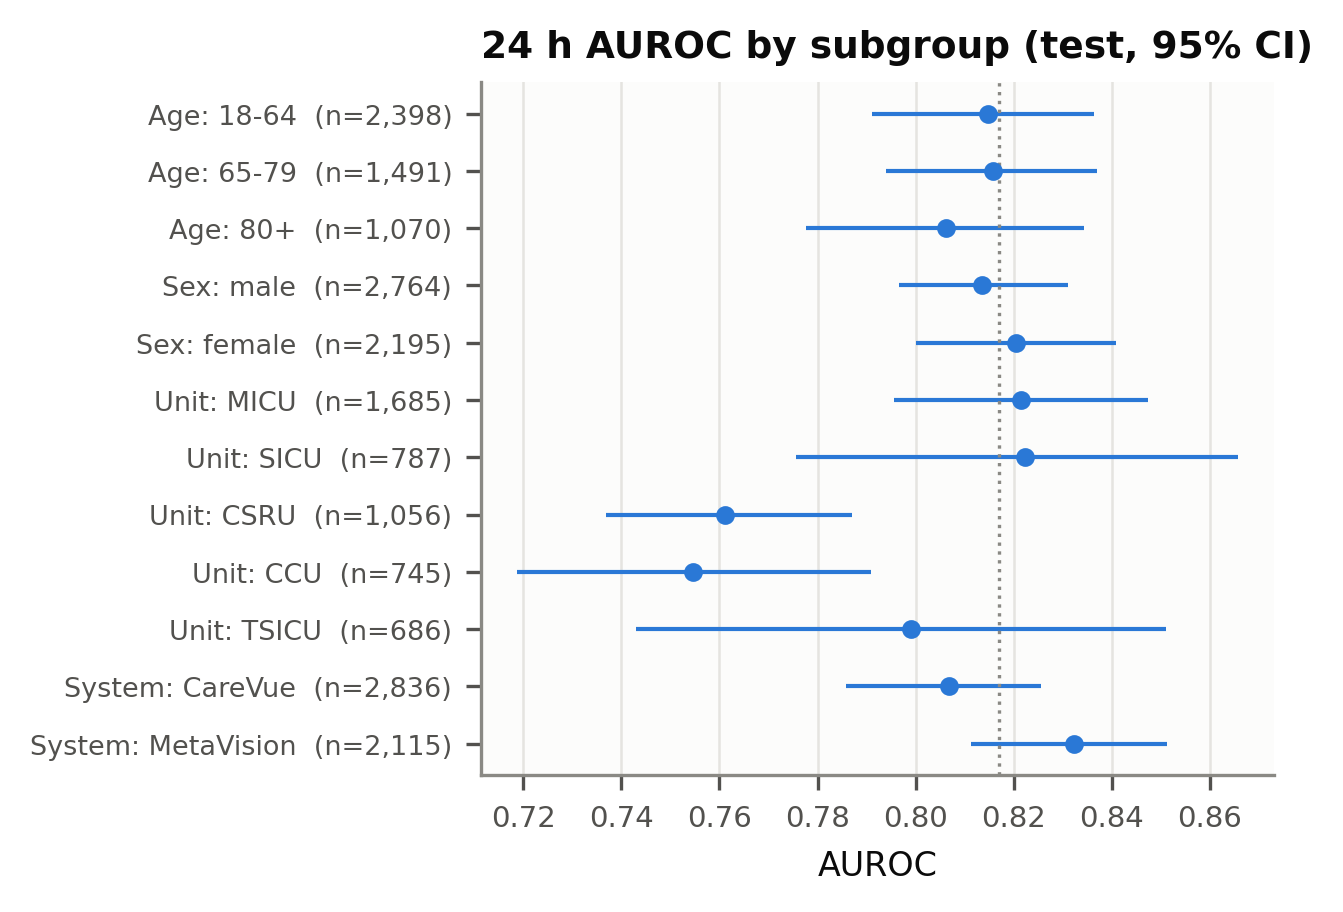 24 h AUROC by subgroup (test, 95% CI)
Age: 18-64 (n=2,398)
Age: 65-79 (n=1,491)
Age: 80+ (n=1,070)
Sex: male (n=2,764)
Sex: female (n=2,195)
Unit: MICU (n=1,685)
Unit: SICU (n=787)
Unit: CSRU (n=1,056)
Unit: CCU (n=745)
Unit: TSICU (n=686)
System: CareVue (n=2,836)
System: MetaVision (n=2,115)
0.72 0.74 0.76 0.78 0.80 0.82 0.84 0.86
AUROC